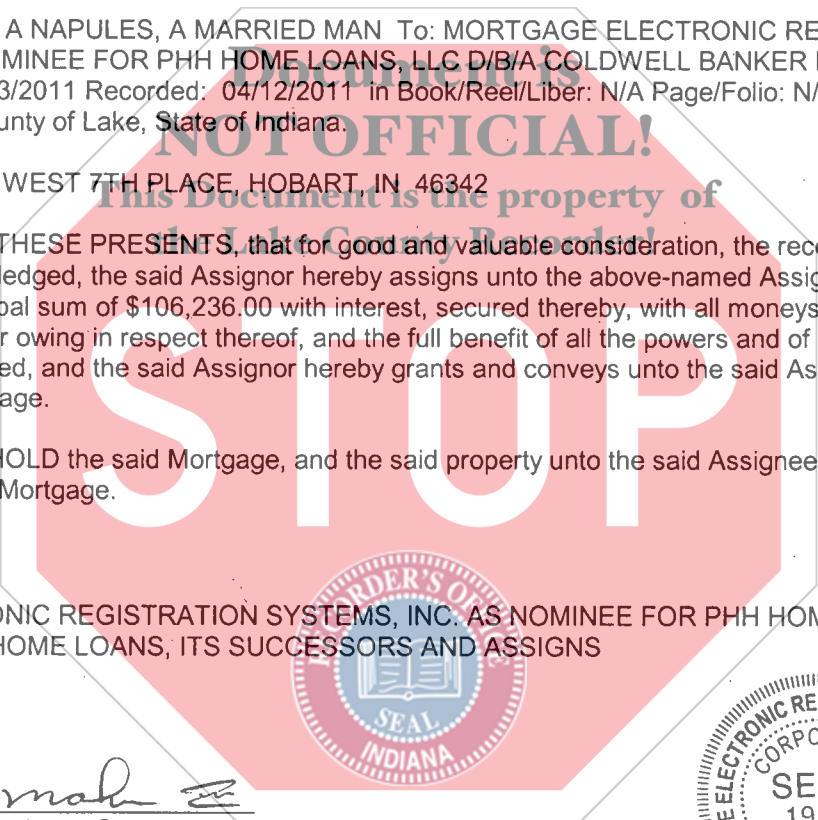 A NAPULES, A MARRIED MAN To: MORTGAGE ELECTRONIC RE
MINEE FOR PHH HOME LOANS, LLC D/B/A COLDWELL BANKER
Document is
3/2011 Recorded: 04/12/2011 in Book/Reel/Liber: N/A Page/Folio: N/
unty of Lake, State of Indiana.
NOT OFFICIAL!
WEST 7TH PLACE, HOBART, IN 46342
This Document is the property of
the Lake County Recorder!
THESE PRESENTS, that for good and valuable consideration, the rece
ledged, the said Assignor hereby assigns unto the above-named Assig
pal sum of $106,236.00 with interest, secured thereby, with all moneys
r owing in respect thereof, and the full benefit of all the powers and of
ed, and the said Assignor hereby grants and conveys unto the said As
age.
STOP
HOLD the said Mortgage, and the said property unto the said Assignee
Mortgage.
ONIC REGISTRATION SYSTEMS, INC. AS NOMINEE FOR PHH HOM
HOME LOANS, ITS SUCCESSORS AND ASSIGNS
RECORDER'S OFFICE
SEAL
INDIANA
ELECTRONIC RE
CORPO
SE
19